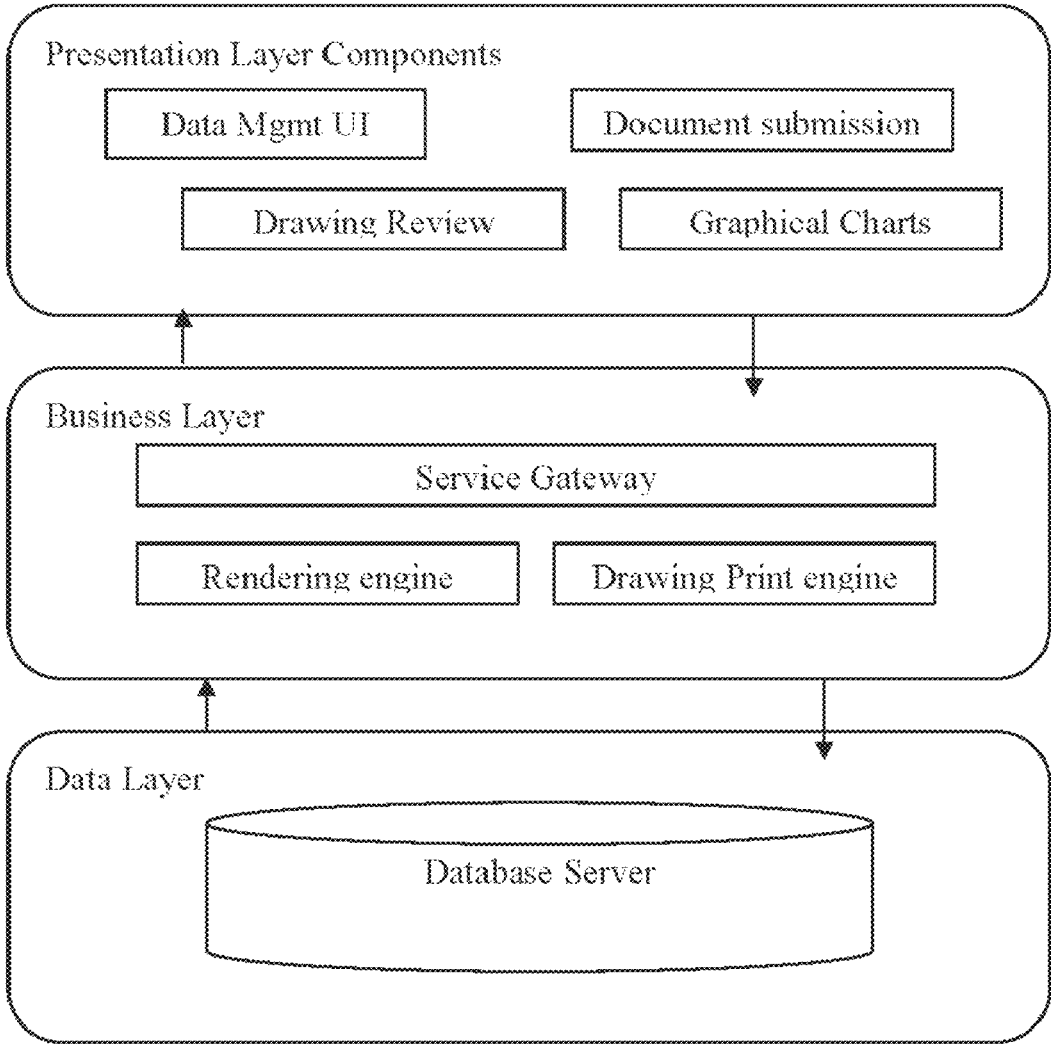 Presentation Layer Components
Data Mgmt UI
Document submission
Drawing Review
Graphical Charts
Business Layer
Service Gateway
Rendering engine
Drawing Print engine
Data Layer
Database Server